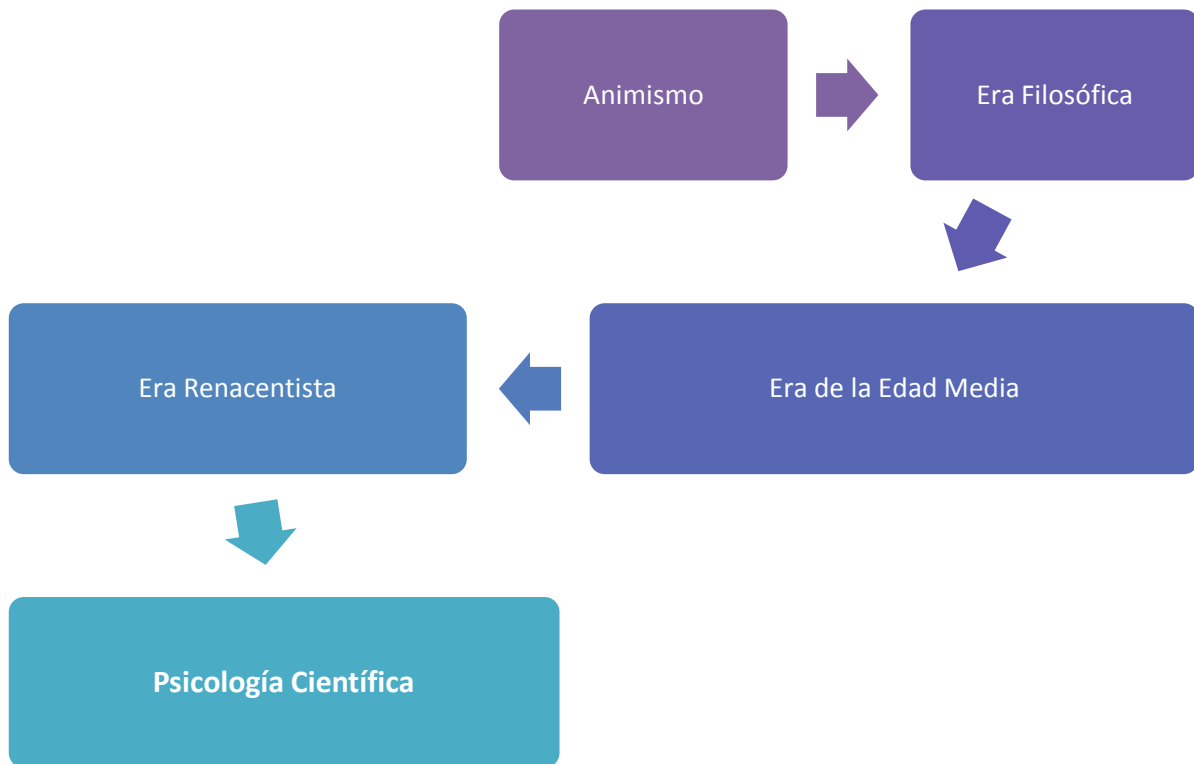 Animismo
Era Filosófica
Era de la Edad Media
Era Renacentista
Psicología Científica